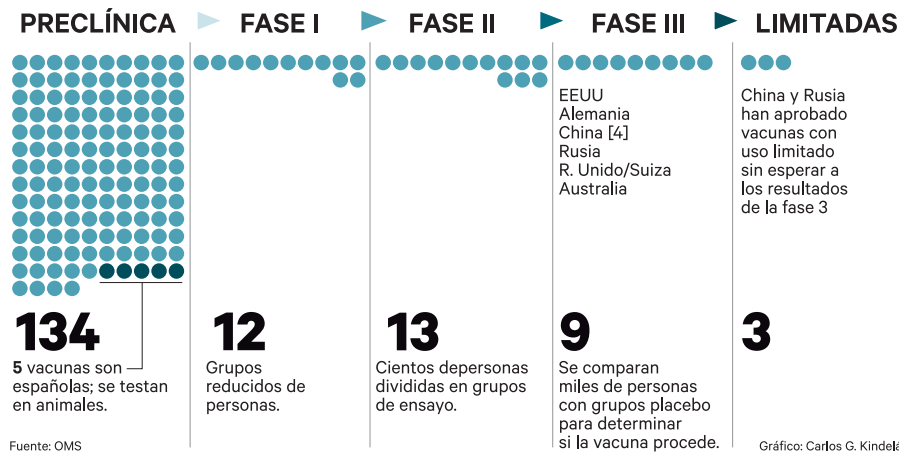 PRECLÍNICA
FASE I
FASE II
FASE III
LIMITADAS
EEUU
Alemania
China [4]
Rusia
R. Unido/Suiza
Australia
China y Rusia
han aprobado
vacunas con
uso limitado
sin esperar a
los resultados
de la fase 3
134
5 vacunas son
españolas; se testan
en animales.
12
Grupos
reducidos de
personas.
13
Cientos depersonas
divididas en grupos
de ensayo.
9
Se comparan
miles de personas
con grupos placebo
para determinar
si la vacuna procede.
3
Fuente: OMS
Gráfico: Carlos G. Kindelá